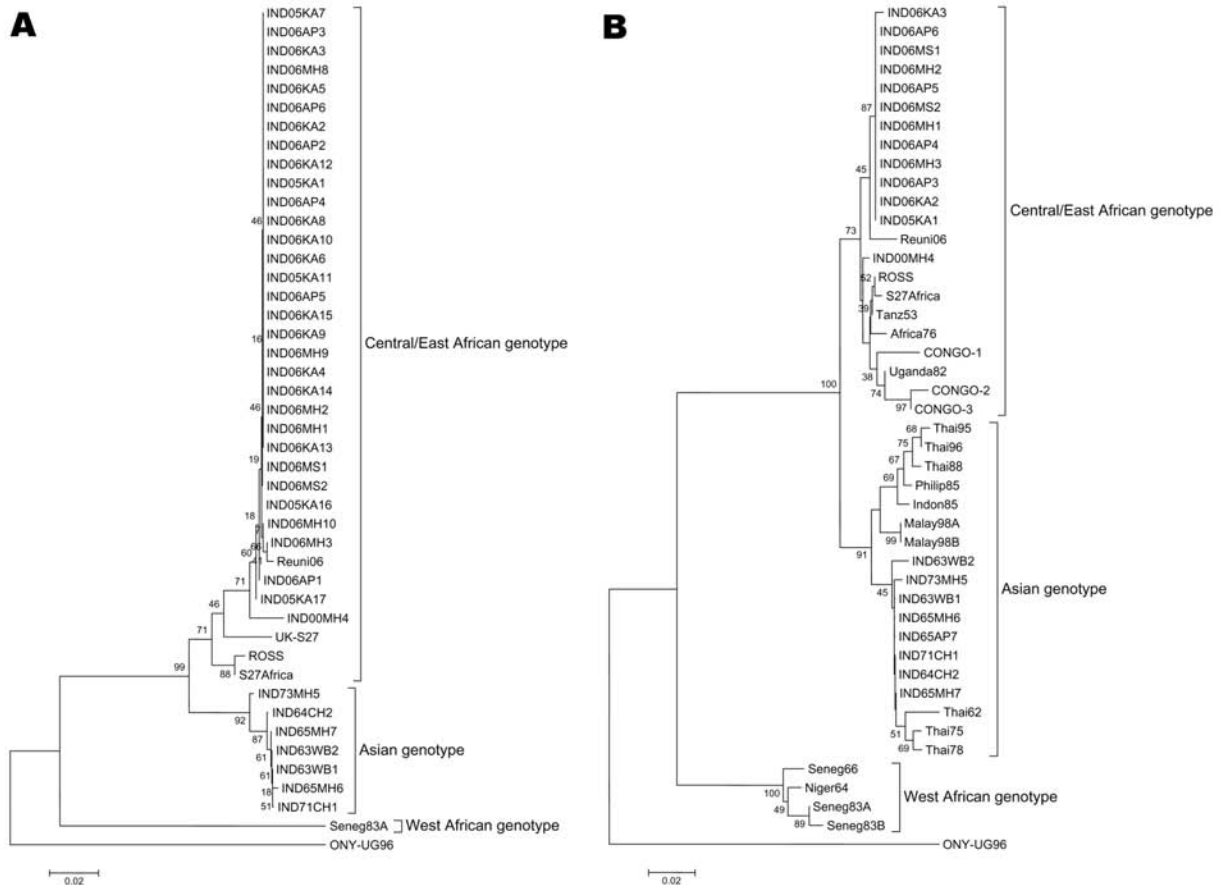 A
IND05KA7
IND06AP3
IND06KA3
IND06MH8
IND06KA5
IND06AP6
IND06KA2
IND06AP2
IND06KA12
IND05KA1
IND06AP4
46 IND06KA8
IND06KA10
IND06KA6
IND05KA11
IND06AP5
IND06KA15
16 IND06KA9
IND06MH9
Central/East African genotype
IND06KA4
IND06KA14
46 IND06MH2
IND06MH1
IND06KA13
19 IND06MS1
IND06MS2
IND05KA16
18 IND06MH10
IND06MH3
60 Reuni06
71 IND06AP1
IND05KA17
46 IND00MH4
71 UK-S27
99 ROSS
88 S27Africa
IND73MH5
92 IND64CH2
87 IND65MH7
61 IND63WB2
Asian genotype
61 IND63WB1
18 IND65MH6
51 IND71CH1
Seneg83A West African genotype
ONY-UG96
0.02
B
IND06KA3
IND06AP6
IND06MS1
IND06MH2
IND06AP5
87 IND06MS2
IND06MH1
IND06AP4
45 IND06MH3
IND06AP3
IND06KA2
Central/East African genotype
IND05KA1
73 Reuni06
IND00MH4
52 ROSS
S27Africa
39 Tanz53
Africa76
CONGO-1
38 Uganda82
100 74 CONGO-2
97 CONGO-3
68 Thai95
75 Thai96
67 Thai88
69 Philip85
Indon85
Malay98A
99 Malay98B
91 IND63WB2
IND73MH5
Asian genotype
45 IND63WB1
IND65MH6
IND65AP7
IND71CH1
IND64CH2
IND65MH7
Thai62
51 Thai75
69 Thai78
Seneg66
100 Niger64
West African genotype
49 Seneg83A
89 Seneg83B
ONY-UG96
0.02